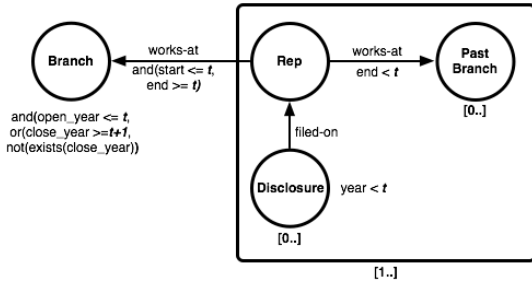 works-at
works-at
Branch
Rep
Past
Branch
and(start <= t,
end >= t)
end < t
and(open_year <= t,
or(close_year >=t+1,
not(exists(close_year))
[0..]
filed-on
Disclosure
year < t
[0..]
[1..]